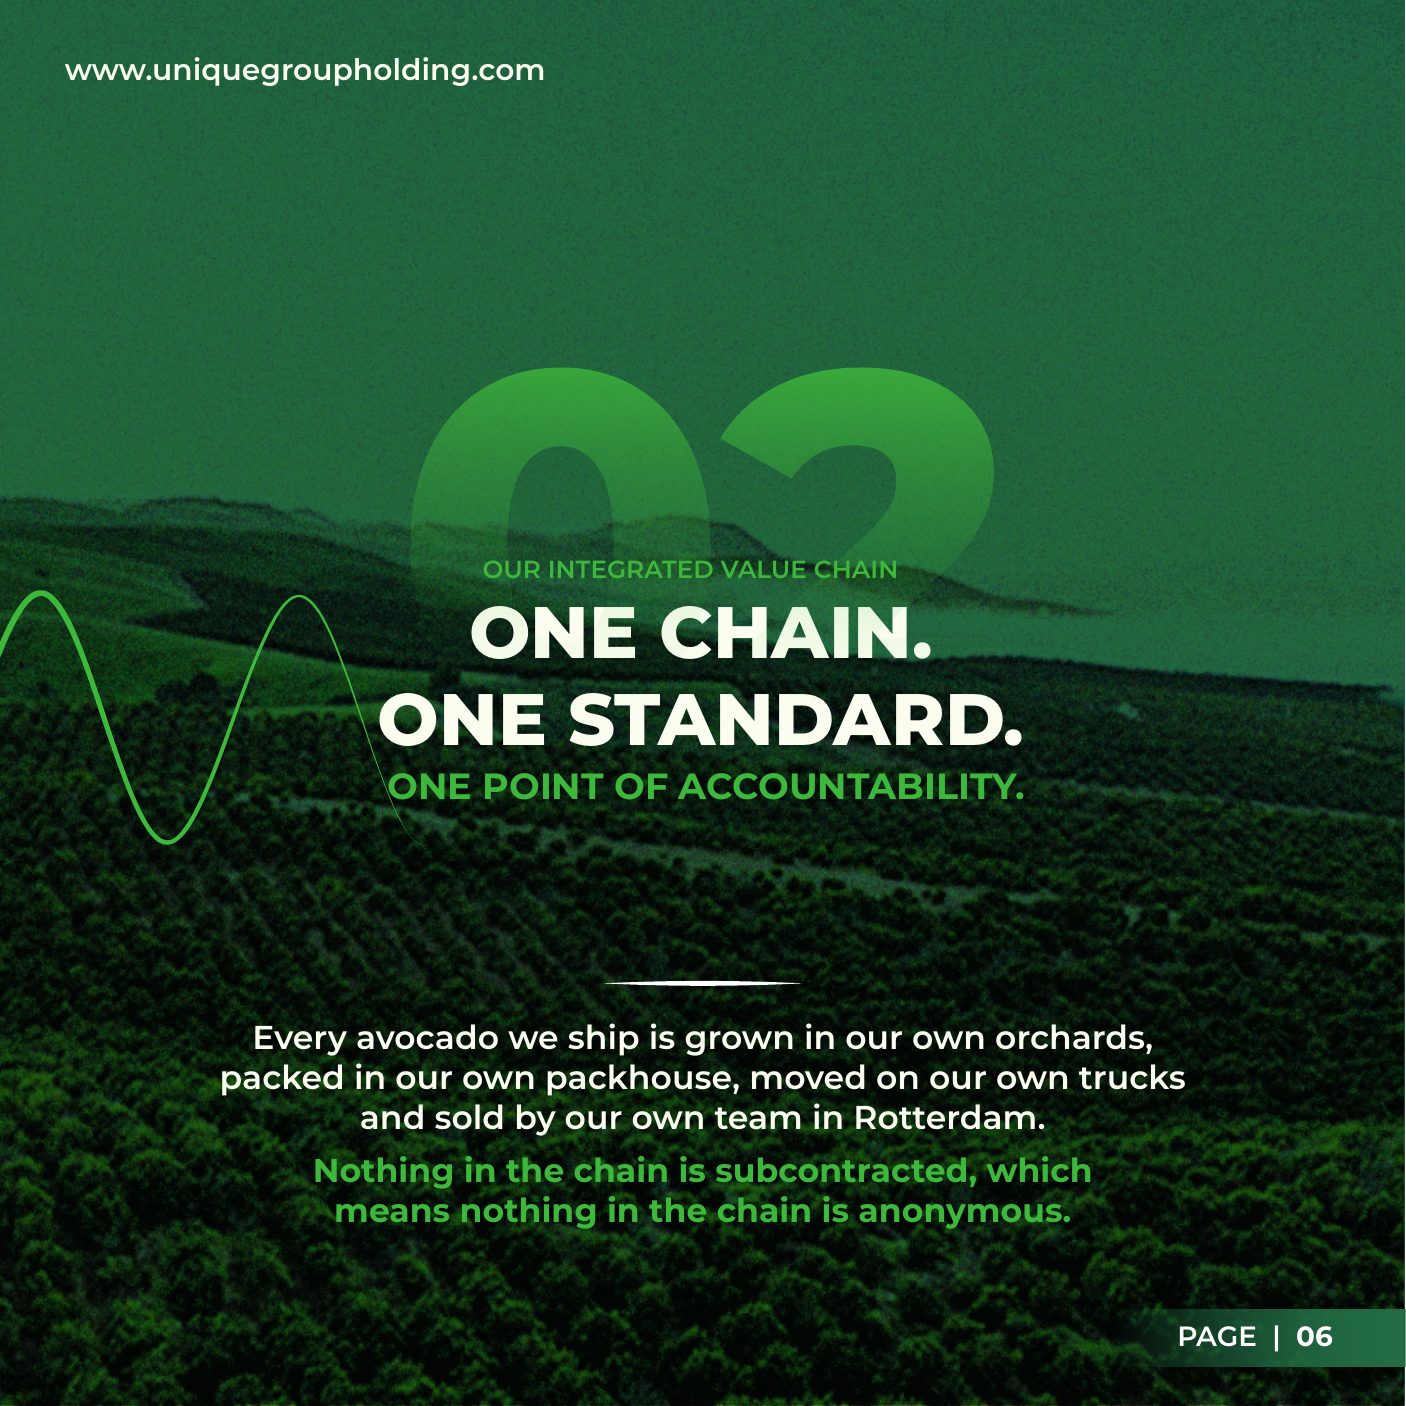 www.uniquegroupholding.com
02
OUR INTEGRATED VALUE CHAIN
ONE CHAIN.
ONE STANDARD.
ONE POINT OF ACCOUNTABILITY.
Every avocado we ship is grown in our own orchards,
packed in our own packhouse, moved on our own trucks
and sold by our own team in Rotterdam.
Nothing in the chain is subcontracted, which
means nothing in the chain is anonymous.
PAGE | 06